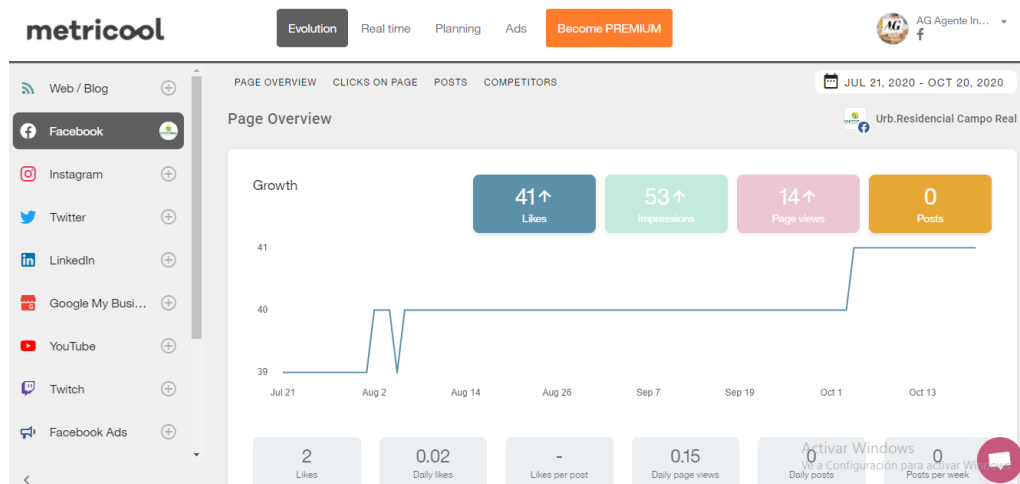 metricool
Evolution
Real time
Planning
Ads
Become PREMIUM
AG
AG Agente In...
Web / Blog
Facebook
Instagram
Twitter
LinkedIn
Google My Busi...
YouTube
Twitch
Facebook Ads
PAGE OVERVIEW
CLICKS ON PAGE
POSTS
COMPETITORS
JUL 21, 2020 - OCT 20, 2020
Page Overview
Urb.Residencial Campo Real
Growth
41↑
Likes
53↑
Impressions
14↑
Page views
0
Posts
41
40
39
Jul 21
Aug 2
Aug 14
Aug 26
Sep 7
Sep 19
Oct 1
Oct 13
2
Likes
0.02
Daily likes
-
Likes per post
0.15
Daily page views
0
Daily posts
0
Posts per week
Activar Windows
Ve a Configuración para activar Windows